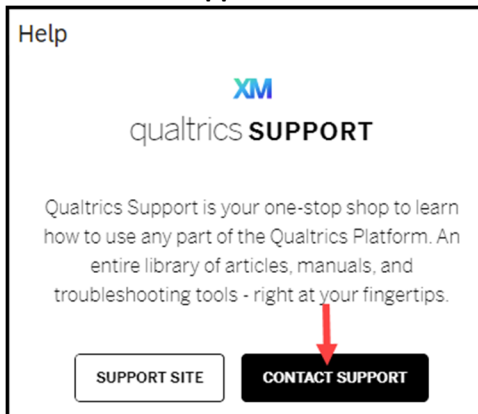 Help
XM
qualtrics SUPPORT
Qualtrics Support is your one-stop shop to learn
how to use any part of the Qualtrics Platform. An
entire library of articles, manuals, and
troubleshooting tools - right at your fingertips.
SUPPORT SITE CONTACT SUPPORT